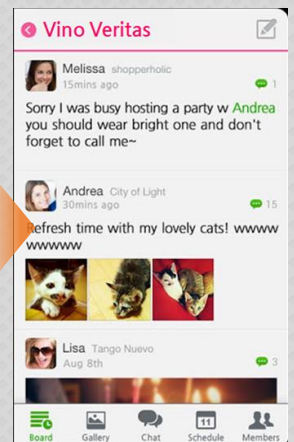 Vino Veritas
Melissa shopperholic
15mins ago
1
Sorry I was busy hosting a party w Andrea
you should wear bright one and don't
forget to call me~
Andrea City of Light
30mins ago
15
Refresh time with my lovely cats! wwww
wwwwww
Lisa Tango Nuevo
Aug 8th
3
11
Board Gallery Chat Schedule Members